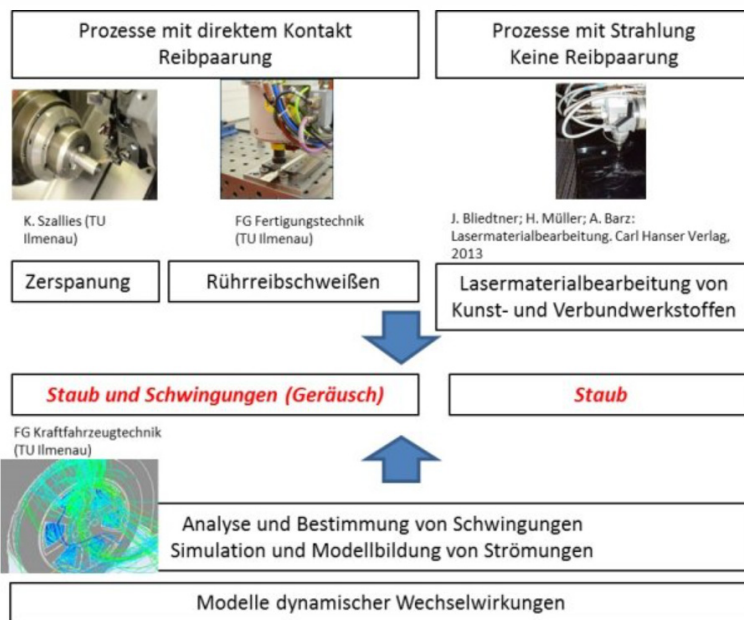 Prozesse mit direktem Kontakt
Reibpaarung
Prozesse mit Strahlung
Keine Reibpaarung
K. Szallies (TU
Ilmenau)
FG Fertigungstechnik
(TU Ilmenau)
J. Bliedtner; H. Müller; A. Barz:
Lasermaterialbearbeitung. Carl Hanser Verlag,
2013
Zerspanung
Rührreibschweißen
Lasermaterialbearbeitung von
Kunst- und Verbundwerkstoffen
Staub und Schwingungen (Geräusch)
Staub
FG Kraftfahrzeugtechnik
(TU Ilmenau)
Analyse und Bestimmung von Schwingungen
Simulation und Modellbildung von Strömungen
Modelle dynamischer Wechselwirkungen